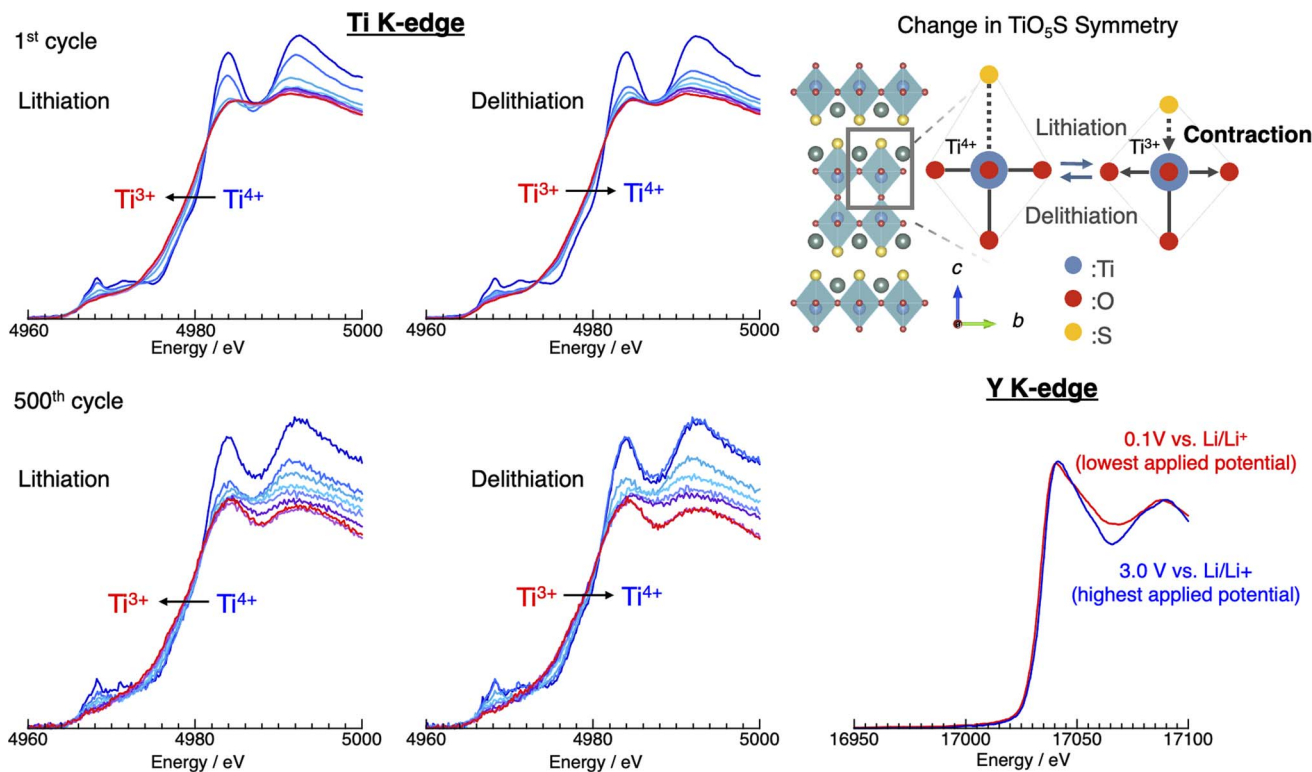 Ti K-edge
1st cycle
Lithiation
Ti3+
Ti4+
4960
4980
5000
Energy / eV
Delithiation
Ti3+
Ti4+
4960
4980
5000
Energy / eV
Change in TiO5S Symmetry
Ti4+
Lithiation
Delithiation
Ti3+
Contraction
c
b
:Ti
:O
:S
500th cycle
Lithiation
Ti3+
Ti4+
4960
4980
5000
Energy / eV
Delithiation
Ti3+
Ti4+
4960
4980
5000
Energy / eV
Y K-edge
0.1V vs. Li/Li+
(lowest applied potential)
3.0 V vs. Li/Li+
(highest applied potential)
16950
17000
17050
17100
Energy / eV